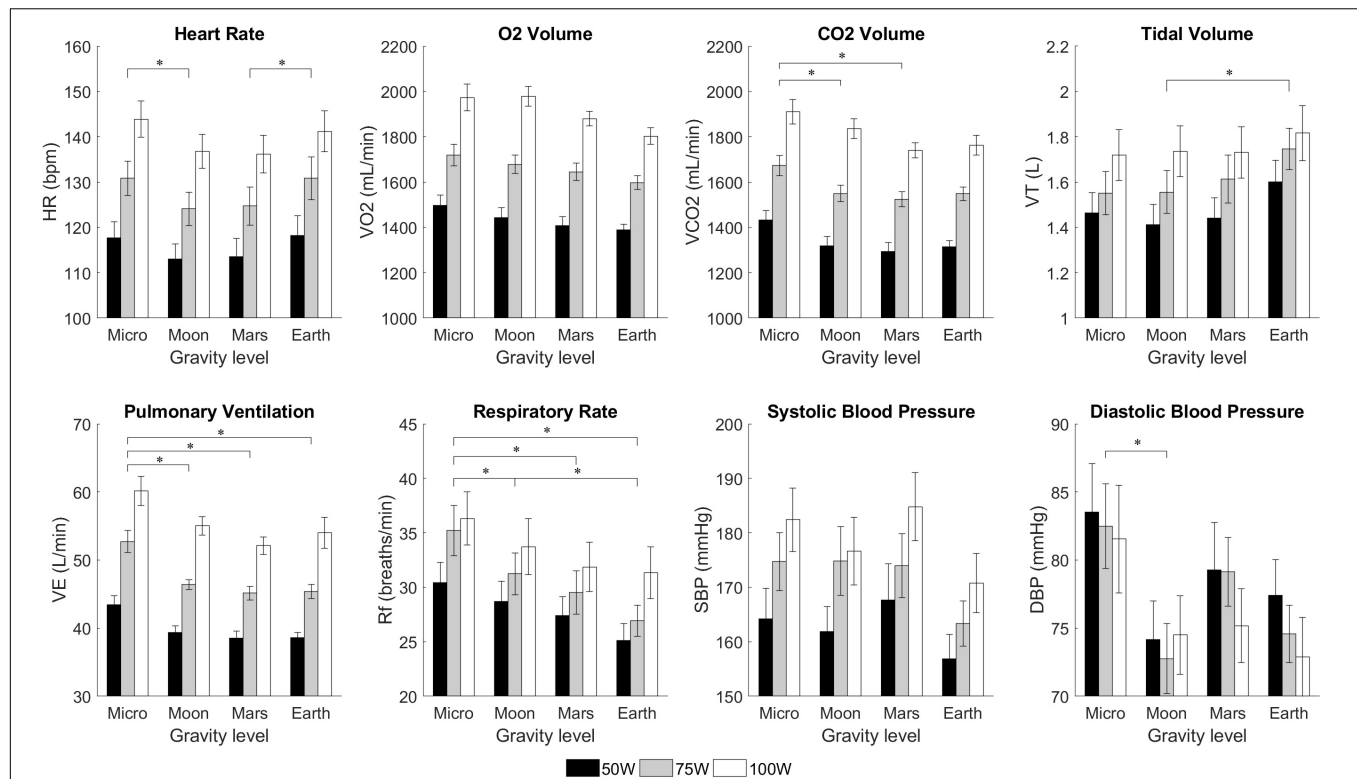 Heart Rate
160
150
140
130
120
110
100
HR (bpm)
*
*
Micro Moon Mars Earth
Gravity level
O2 Volume
2200
2000
1800
1600
1400
1200
1000
VO2 (mL/min)
Micro Moon Mars Earth
Gravity level
CO2 Volume
2200
2000
1800
1600
1400
1200
1000
VCO2 (mL/min)
*
*
Micro Moon Mars Earth
Gravity level
Tidal Volume
2.2
2
1.8
1.6
1.4
1.2
1
VT (L)
*
Micro Moon Mars Earth
Gravity level
Pulmonary Ventilation
70
60
50
40
30
VE (L/min)
*
*
*
Micro Moon Mars Earth
Gravity level
Respiratory Rate
45
40
35
30
25
20
Rf (breaths/min)
*
*
*
*
Micro Moon Mars Earth
Gravity level
Systolic Blood Pressure
200
190
180
170
160
150
SBP (mmHg)
Micro Moon Mars Earth
Gravity level
Diastolic Blood Pressure
90
85
80
75
70
DBP (mmHg)
*
Micro Moon Mars Earth
Gravity level
50W 75W 100W